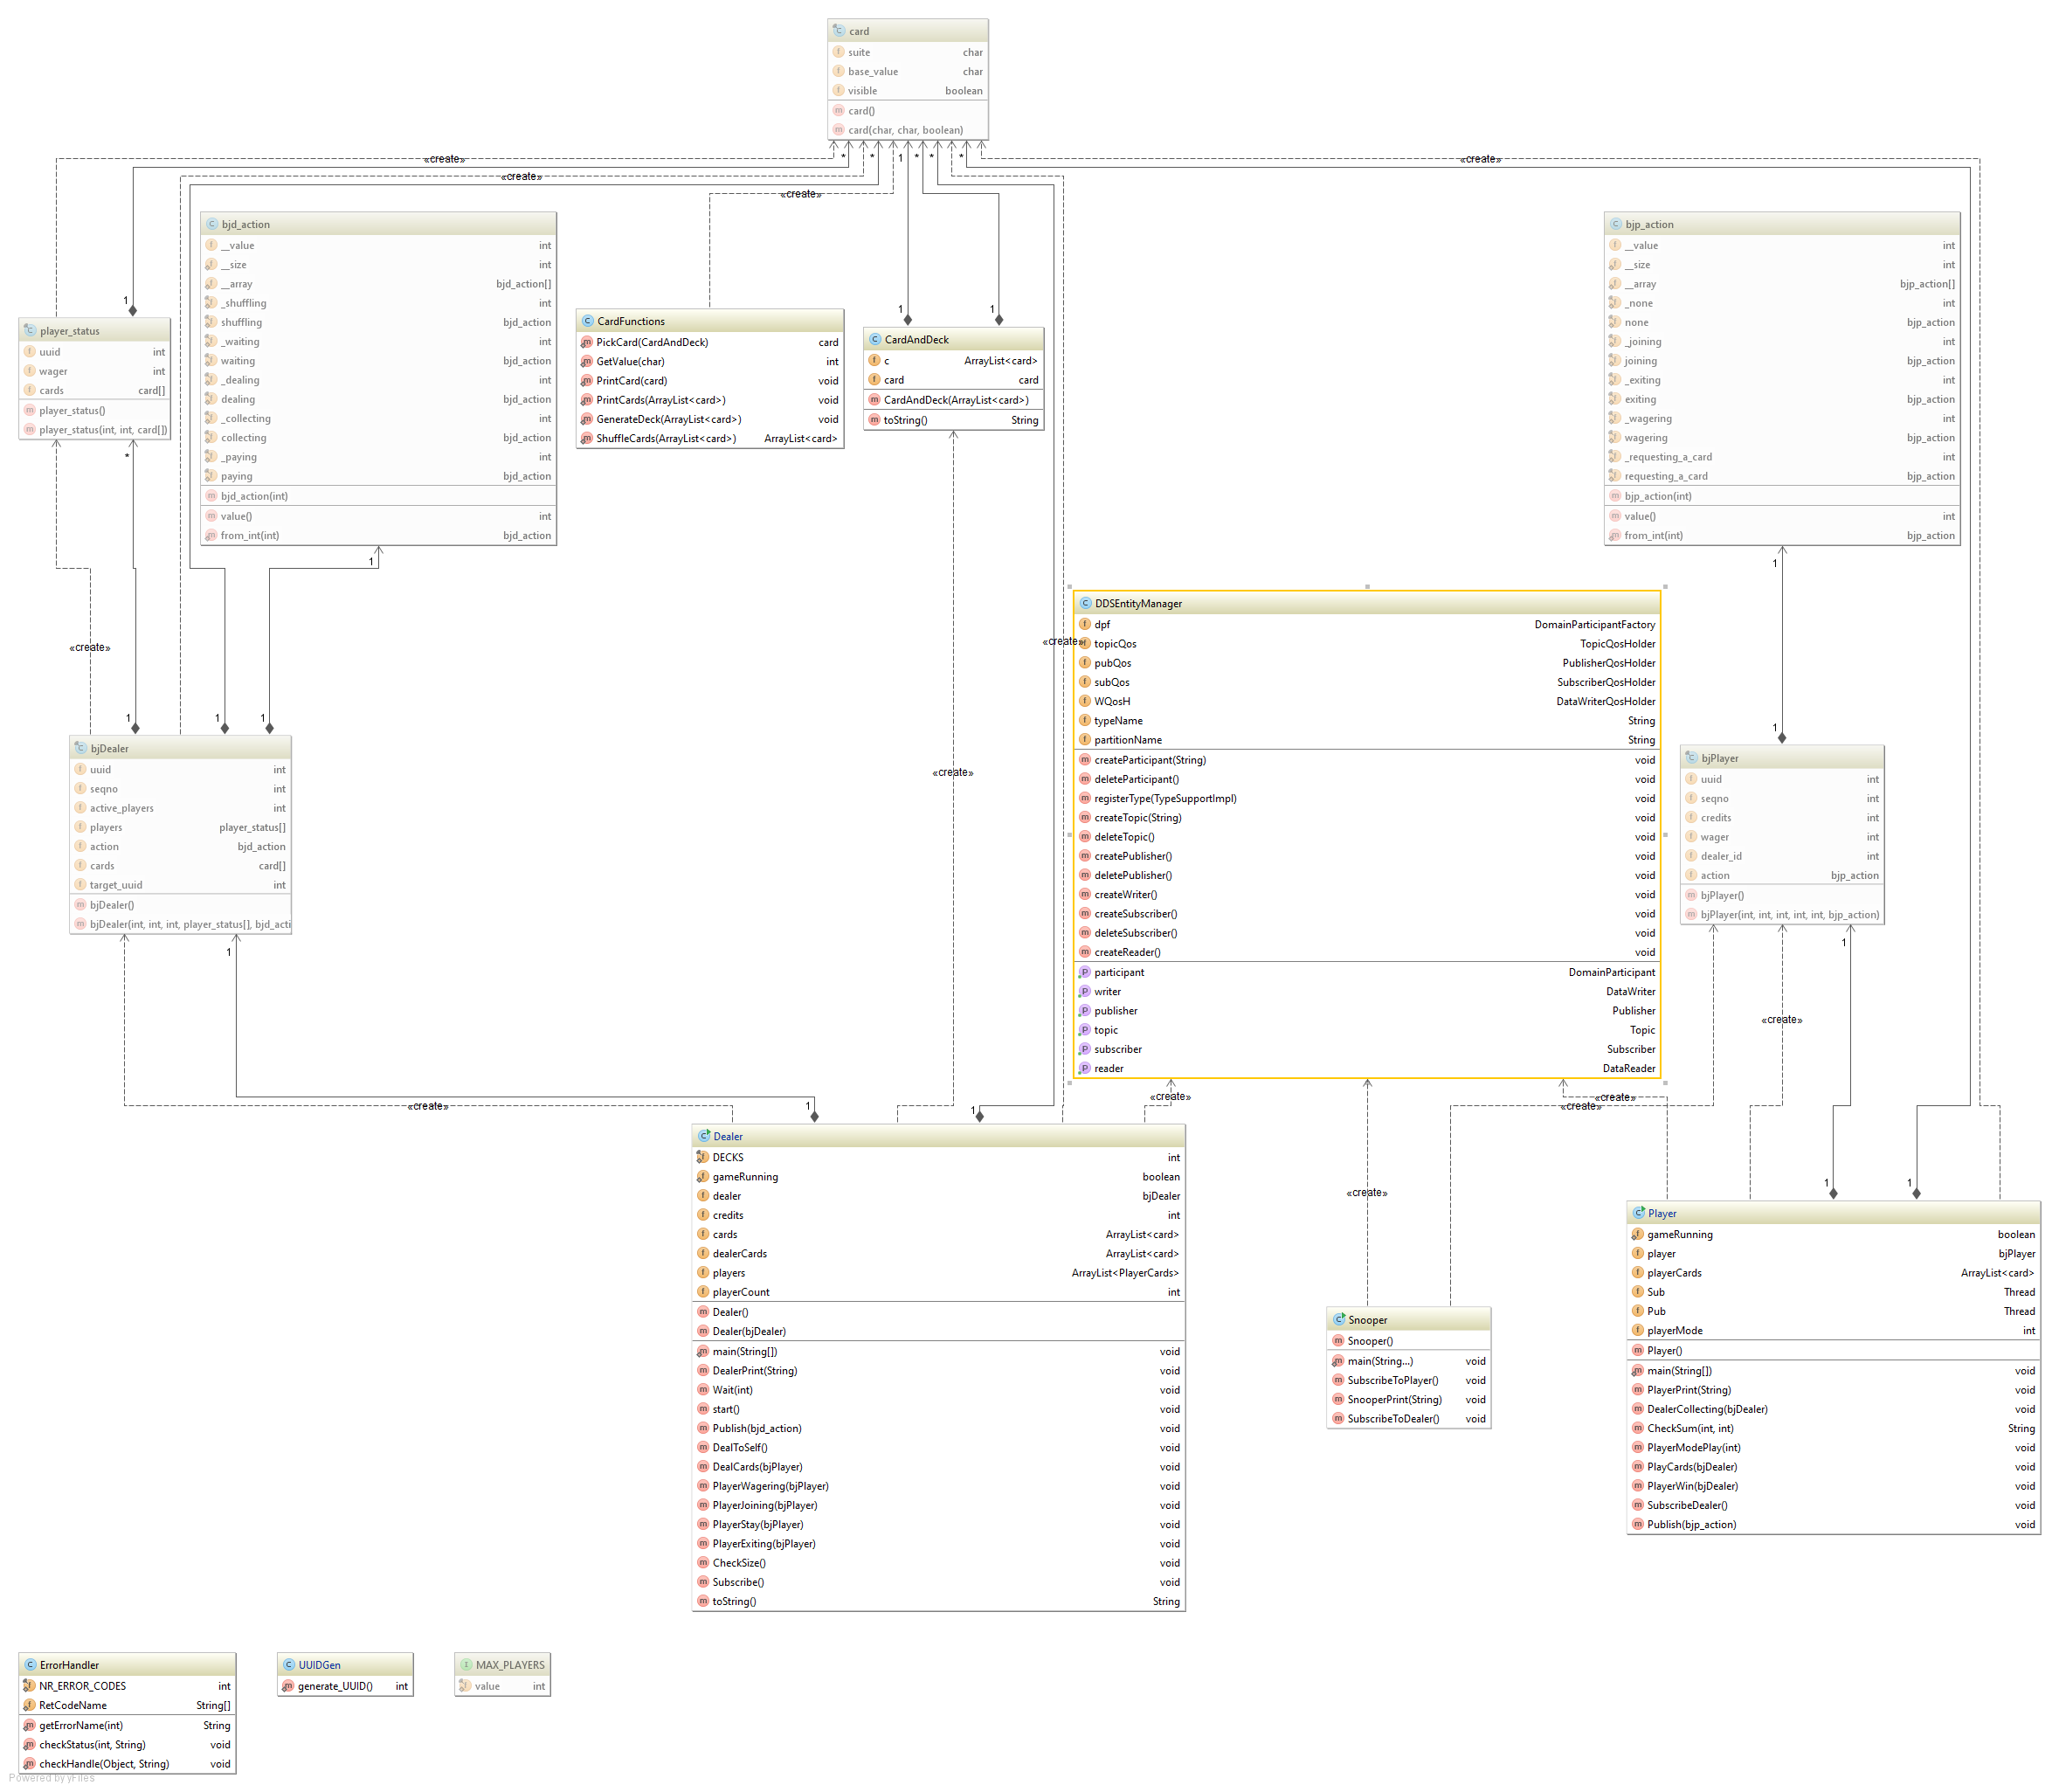 card
suite char
base_value char
visible boolean
card()
card(char, char, boolean)
«create»
«create»
«create»
«create»
* * 1 * * *
bjd_action
__value int
__size int
__array bjd_action[]
_shuffling int
shuffling bjd_action
_waiting int
waiting bjd_action
_dealing int
dealing bjd_action
_collecting int
collecting bjd_action
_paying int
paying bjd_action
bjd_action(int)
value() int
from_int(int) bjd_action
1
bjp_action
__value int
__size int
__array bjp_action[]
_none int
none bjp_action
_joining int
joining bjp_action
_exiting int
exiting bjp_action
_wagering int
wagering bjp_action
_requesting_a_card int
requesting_a_card bjp_action
bjp_action(int)
value() int
from_int(int) bjp_action
1
1
player_status
uuid int
wager int
cards card[]
player_status()
player_status(int, int, card[])
*
CardFunctions
PickCard(CardAndDeck) card
GetValue(char) int
PrintCard(card) void
PrintCards(ArrayList<card>) void
GenerateDeck(ArrayList<card>) void
ShuffleCards(ArrayList<card>) ArrayList<card>
1 1
CardAndDeck
c ArrayList<card>
card card
CardAndDeck(ArrayList<card>)
toString() String
«create»
«create»
«create»
DDSEntityManager
dpf DomainParticipantFactory
topicQos TopicQosHolder
pubQos PublisherQosHolder
subQos SubscriberQosHolder
WQosH DataWriterQosHolder
typeName String
partitionName String
createParticipant(String) void
deleteParticipant() void
registerType(TypeSupportImpl) void
createTopic(String) void
deleteTopic() void
createPublisher() void
deletePublisher() void
createWriter() void
createSubscriber() void
deleteSubscriber() void
createReader() void
participant DomainParticipant
writer DataWriter
publisher Publisher
topic Topic
subscriber Subscriber
reader DataReader
1 1 1
bjDealer
uuid int
seqno int
active_players int
players player_status[]
action bjd_action
cards card[]
target_uuid int
bjDealer()
bjDealer(int, int, int, player_status[], bjd_acti
1
1
bjPlayer
uuid int
seqno int
credits int
wager int
dealer_id int
action bjp_action
bjPlayer()
bjPlayer(int, int, int, int, int, bjp_action)
1
«create»
«create»
«create»
«create»
«create»
«create»
1 1
Dealer
DECKS int
gameRunning boolean
dealer bjDealer
credits int
cards ArrayList<card>
dealerCards ArrayList<card>
players ArrayList<PlayerCards>
playerCount int
Dealer()
Dealer(bjDealer)
main(String[]) void
DealerPrint(String) void
Wait(int) void
start() void
Publish(bjd_action) void
DealToSelf() void
DealCards(bjPlayer) void
PlayerWagering(bjPlayer) void
PlayerJoining(bjPlayer) void
PlayerStay(bjPlayer) void
PlayerExiting(bjPlayer) void
CheckSize() void
Subscribe() void
toString() String
Snooper
Snooper()
main(String...) void
SubscribeToPlayer() void
SnooperPrint(String) void
SubscribeToDealer() void
1 1
Player
gameRunning boolean
player bjPlayer
playerCards ArrayList<card>
Sub Thread
Pub Thread
playerMode int
Player()
main(String[]) void
PlayerPrint(String) void
DealerCollecting(bjDealer) void
CheckSum(int, int) String
PlayerModePlay(int) void
PlayCards(bjDealer) void
PlayerWin(bjDealer) void
SubscribeDealer() void
Publish(bjp_action) void
ErrorHandler
NR_ERROR_CODES int
RetCodeName String[]
getErrorName(int) String
checkStatus(int, String) void
checkHandle(Object, String) void
UUIDGen
generate_UUID() int
MAX_PLAYERS
value int
Powered by yFiles